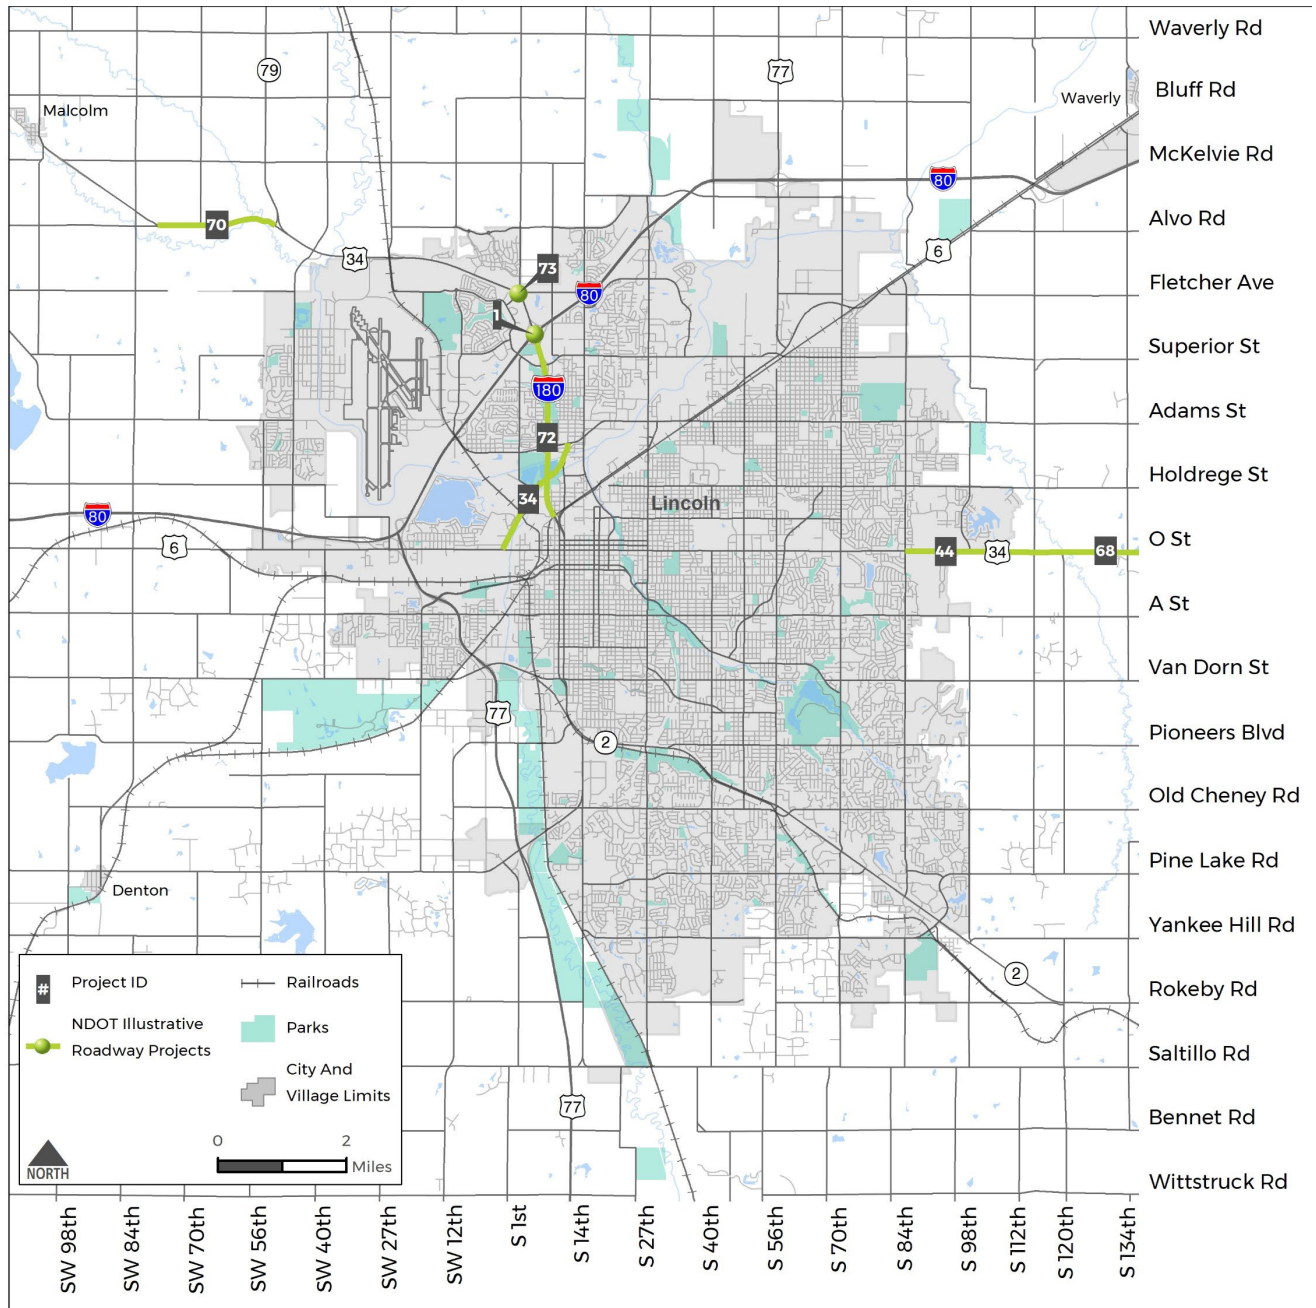 Waverly Rd
79
77
Bluff Rd
Waverly
Malcolm
McKelvie Rd
80
Alvo Rd
70
6
34
73
Fletcher Ave
80
1
Superior St
180
Adams St
72
Holdrege St
34
Lincoln
80
O St
6
44
34
68
A St
Van Dorn St
77
Pioneers Blvd
2
Old Cheney Rd
Pine Lake Rd
Denton
Yankee Hill Rd
2
# Project ID
Railroads
Rokeby Rd
NDOT Illustrative
Roadway Projects
Parks
Saltillo Rd
City And
Village Limits
77
Bennet Rd
0 2
Miles
NORTH
Wittstruck Rd
SW 98th
SW 84th
SW 70th
SW 56th
SW 40th
SW 27th
SW 12th
S 1st
S 14th
S 27th
S 40th
S 56th
S 70th
S 84th
S 98th
S 112th
S 120th
S 134th